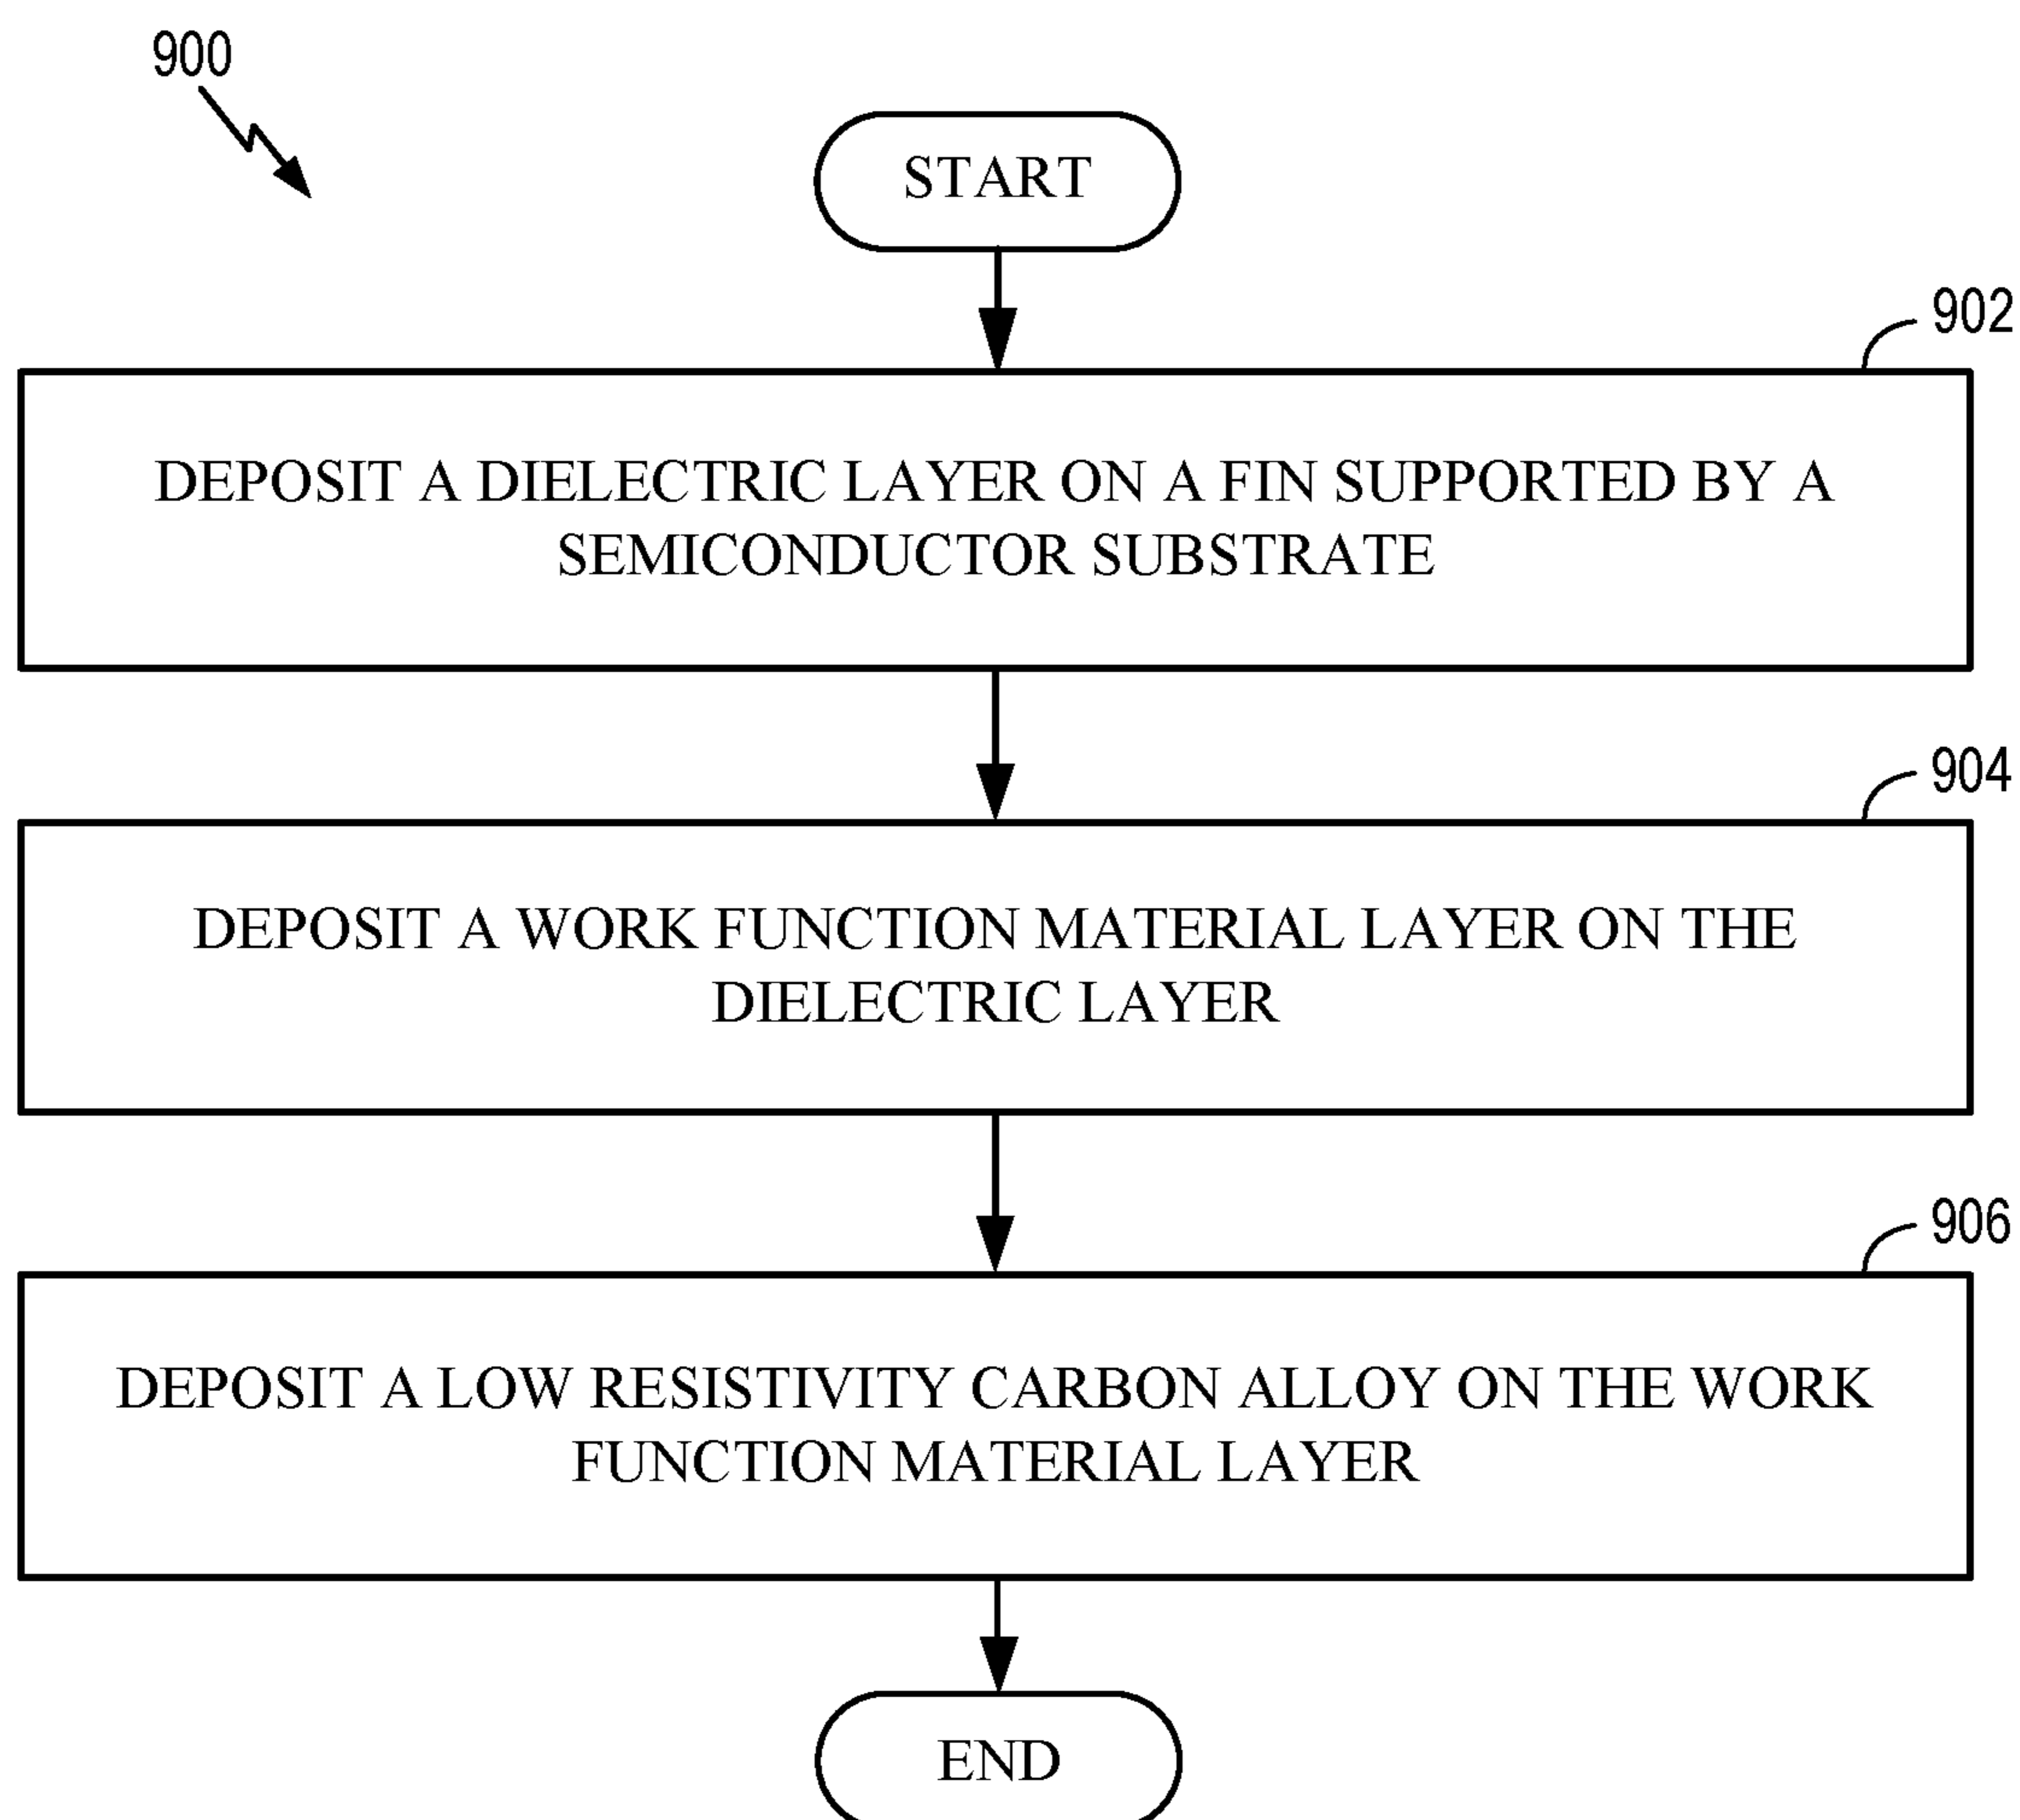 900
START
902
DEPOSIT A DIELECTRIC LAYER ON A FIN SUPPORTED BY A
SEMICONDUCTOR SUBSTRATE
904
DEPOSIT A WORK FUNCTION MATERIAL LAYER ON THE
DIELECTRIC LAYER
906
DEPOSIT A LOW RESISTIVITY CARBON ALLOY ON THE WORK
FUNCTION MATERIAL LAYER
END